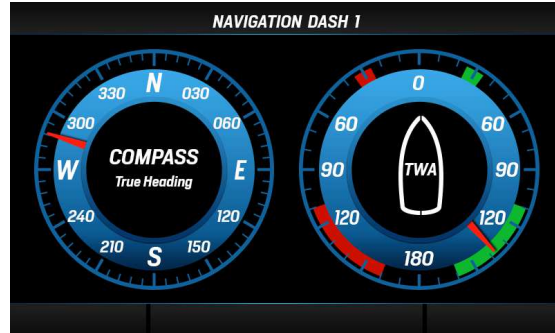 NAVIGATION DASH 1
N
330 030
300 060
COMPASS
W E
True Heading
240 120
210 150
S
0
60 60
90 TWA 90
120 120
180